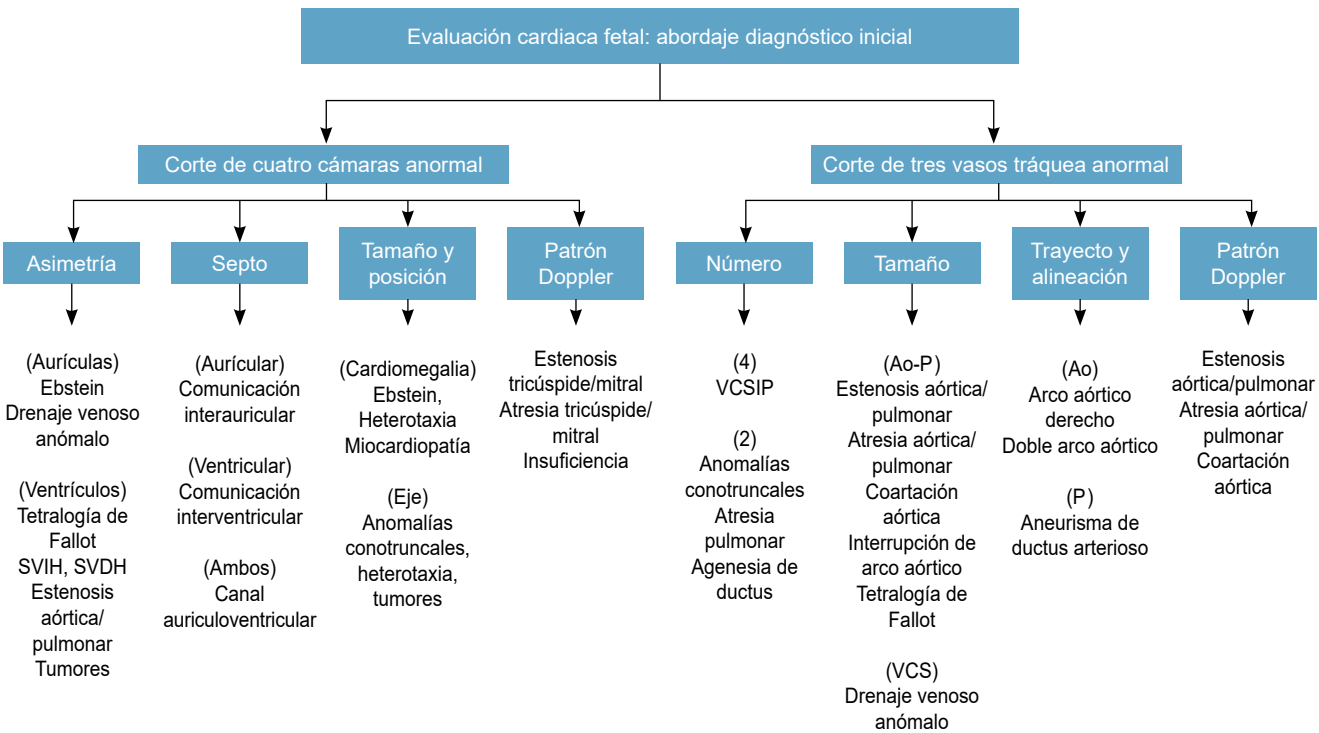 Evaluación cardiaca fetal: abordaje diagnóstico inicial
Corte de cuatro cámaras anormal
Corte de tres vasos tráquea anormal
Asimetría
Septo
Tamaño y
posición
Patrón
Doppler
Número
Tamaño
Trayecto y
alineación
Patrón
Doppler
(Aurículas)
Ebstein
Drenaje venoso
anómalo
(Ventrículos)
Tetralogía de
Fallot
SVIH, SVDH
Estenosis
aórtica/
pulmonar
Tumores
(Aurícular)
Comunicación
interauricular
(Ventricular)
Comunicación
interventricular
(Ambos)
Canal
auriculoventricular
(Cardiomegalia)
Ebstein,
Heterotaxia
Miocardiopatía
(Eje)
Anomalías
conotruncales,
heterotaxia,
tumores
Estenosis
tricúspide/mitral
Atresia tricúspide/
mitral
Insuficiencia
(4)
VCSIP
(2)
Anomalías
conotruncales
Atresia
pulmonar
Agenesia de
ductus
(Ao-P)
Estenosis aórtica/
pulmonar
Atresia aórtica/
pulmonar
Coartación
aórtica
Interrupción de
arco aórtico
Tetralogía de
Fallot
(VCS)
Drenaje venoso
anómalo
(Ao)
Arco aórtico
derecho
Doble arco aórtico
(P)
Aneurisma de
ductus arterioso
Estenosis
aórtica/pulmonar
Atresia aórtica/
pulmonar
Coartación
aórtica